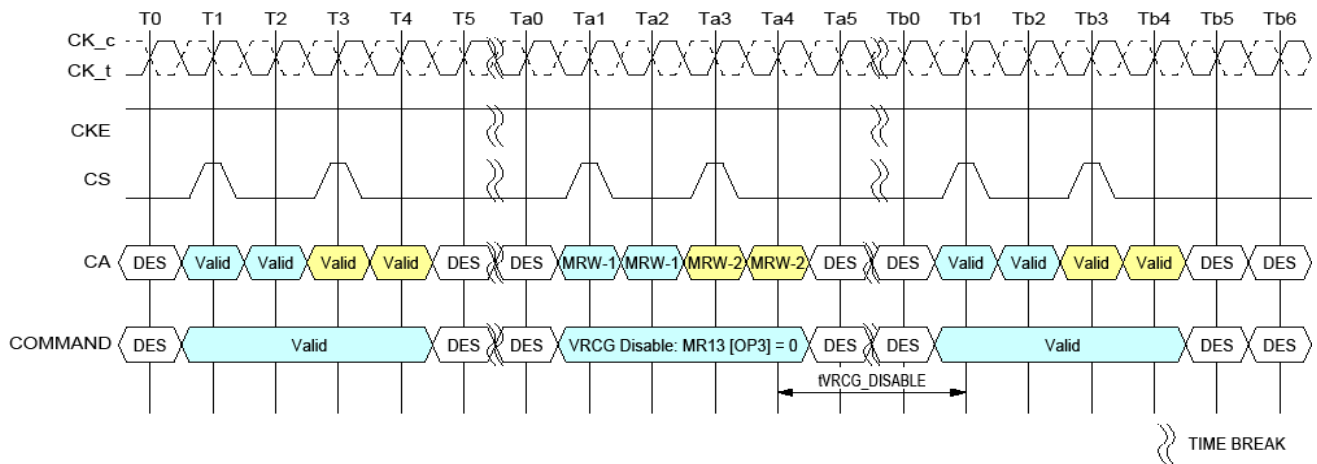 T0 T1 T2 T3 T4 T5 Ta0 Ta1 Ta2 Ta3 Ta4 Ta5 Tb0 Tb1 Tb2 Tb3 Tb4 Tb5 Tb6
CK_c
CK_t
CKE
CS
CA DES Valid Valid Valid Valid DES DES MRW-1 MRW-1 MRW-2 MRW-2 DES DES Valid Valid Valid Valid DES DES
COMMAND DES Valid DES DES VRCG Disable: MR13 [OP3] = 0 DES DES Valid DES DES
tVRCG_DISABLE
TIME BREAK